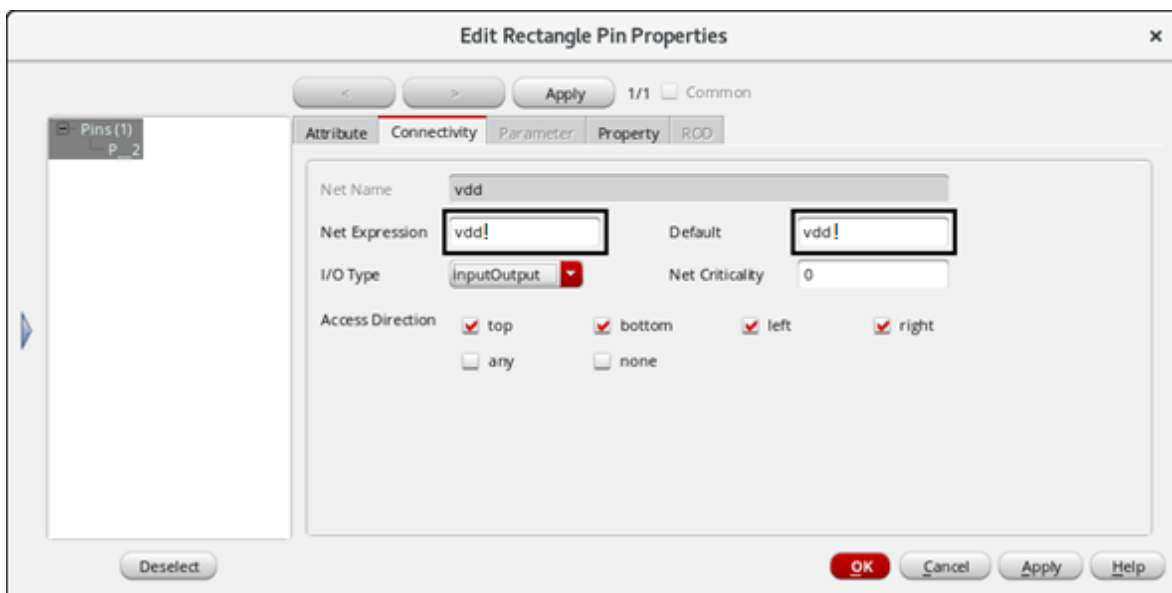 Edit Rectangle Pin Properties ×
< > Apply 1/1 Common
Pins (1)
P__2
Attribute Connectivity Parameter Property ROD
Net Name vdd
Net Expression vdd! Default vdd!
I/O Type inputOutput Net Criticality 0
Access Direction top bottom left right
any none
Deselect OK Cancel Apply Help